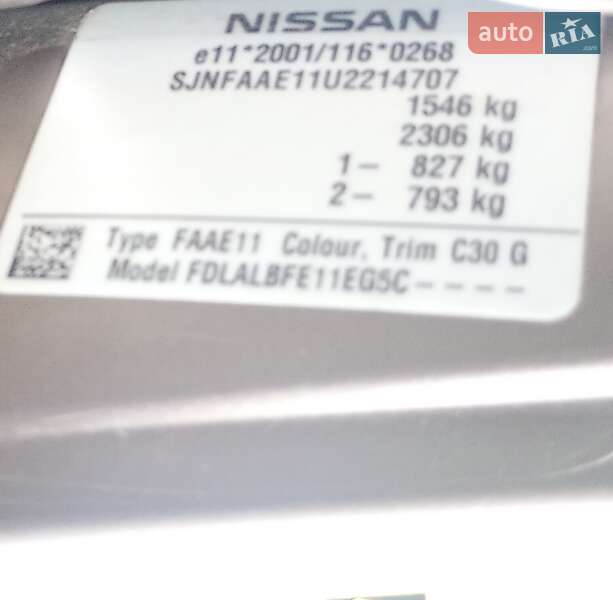 NISSAN
e11*2001/116*0268
SJNFAAE11U2214707
1546 kg
2306 kg
1- 827 kg
2- 793 kg
Type FAAE11 Colour, Trim C30 G
Model FDLALBFE11EG5C----
auto RIA.com